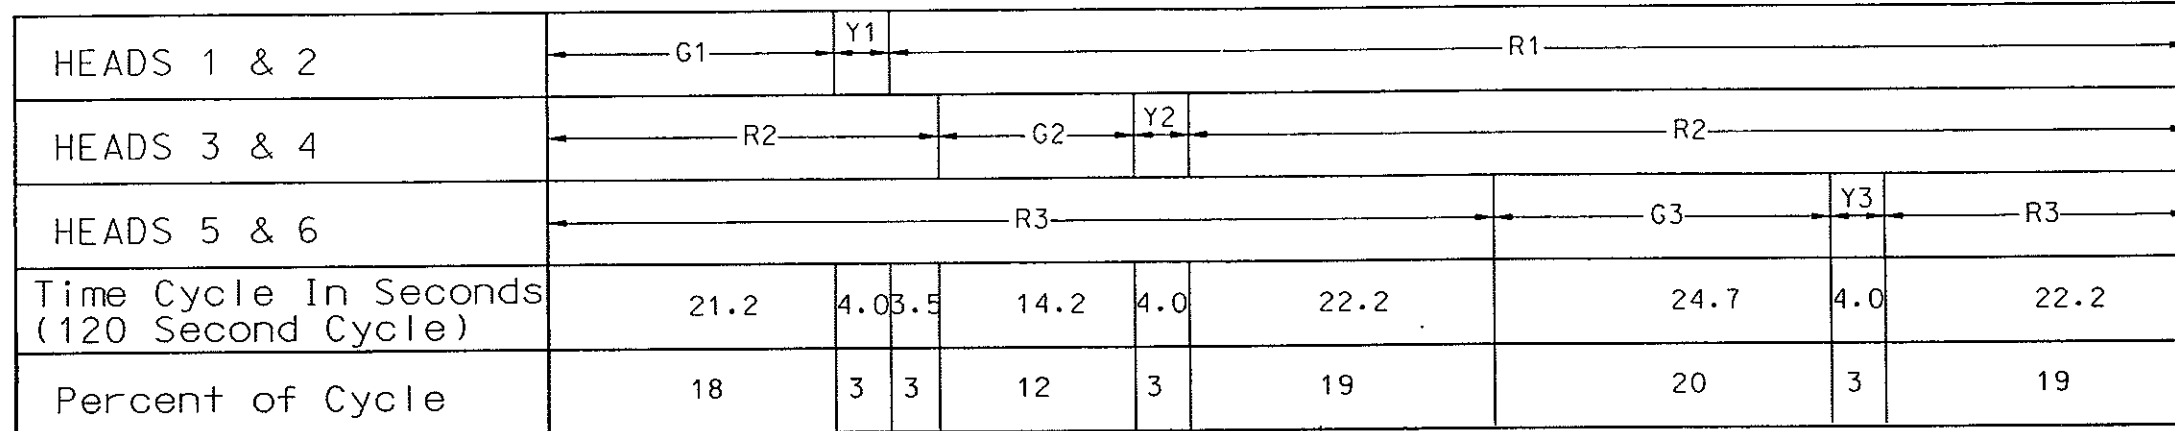 HEADS 1 & 2 G1 Y1 R1
HEADS 3 & 4 R2 G2 Y2 R2
HEADS 5 & 6 R3 G3 Y3 R3
Time Cycle In Seconds
(120 Second Cycle) 21.2 4.0 3.5 14.2 4.0 22.2 24.7 4.0 22.2
Percent of Cycle 18 3 3 12 3 19 20 3 19